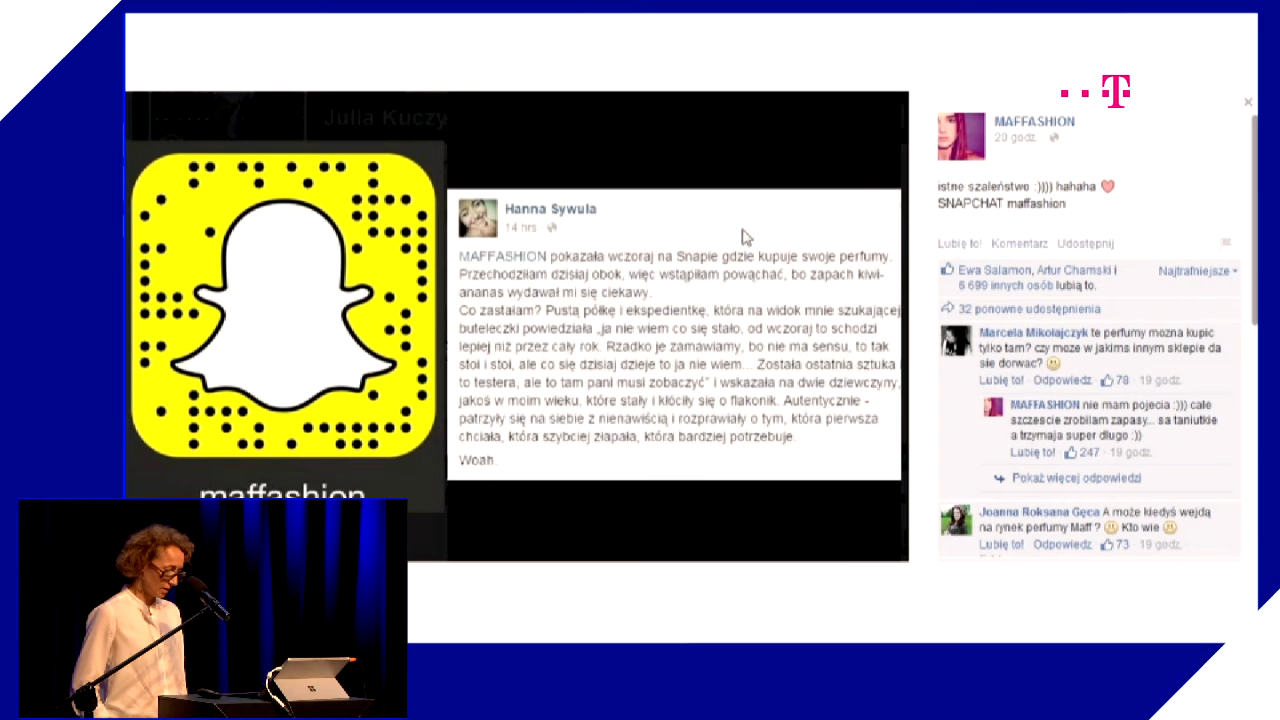 Julia Kuczy
maffashion
Hanna Sywula
14 hrs
MAFFASHION pokazała wczoraj na Snapie gdzie kupuje swoje perfumy.
Przechodziłam dzisiaj obok, więc wstąpiłam powąchać, bo zapach kiwi-
ananas wydawał mi się ciekawy.
Co zastałam? Pustą półkę i ekspedientkę, która na widok mnie szukającej
buteleczki powiedziała „ja nie wiem co się stało, od wczoraj to schodzi
lepiej niż przez cały rok. Rzadko je zamawiamy, bo nie ma sensu, to tak
stoi i stoi, ale co się dzisiaj dzieje to ja nie wiem... Została ostatnia sztuka i
to testera, ale to tam pani musi zobaczyć” i wskazała na dwie dziewczyny,
jakoś w moim wieku, które stały i kłóciły się o flakonik. Autentycznie -
patrzyły się na siebie z nienawiścią i rozprawiały o tym, która pierwsza
chciała, która szybciej złapała, która bardziej potrzebuje.
Woah.
T
MAFFASHION
20 godz.
istne szaleństwo :)))) hahaha
SNAPCHAT maffashion
Lubię to! Komentarz Udostępnij
Ewa Salamon, Artur Chamski i
6 699 innych osób lubią to.
Najtrafniejsze
32 ponowne udostępnienia
Marcela Mikołajczyk te perfumy mozna kupic
tylko tam? czy moze w jakims innym sklepie da
sie dorwac?
Lubię to! · Odpowiedz · 78 · 19 godz.
MAFFASHION nie mam pojecia :))) całe
szczescie zrobilam zapasy... sa taniutkie
a trzymaja super dlugo :))
Lubię to! · 247 · 19 godz.
Pokaż więcej odpowiedzi
Joanna Roksana Gęca A może kiedyś wejdą
na rynek perfumy Maff ? Kto wie
Lubię to! · Odpowiedz · 73 · 19 godz.